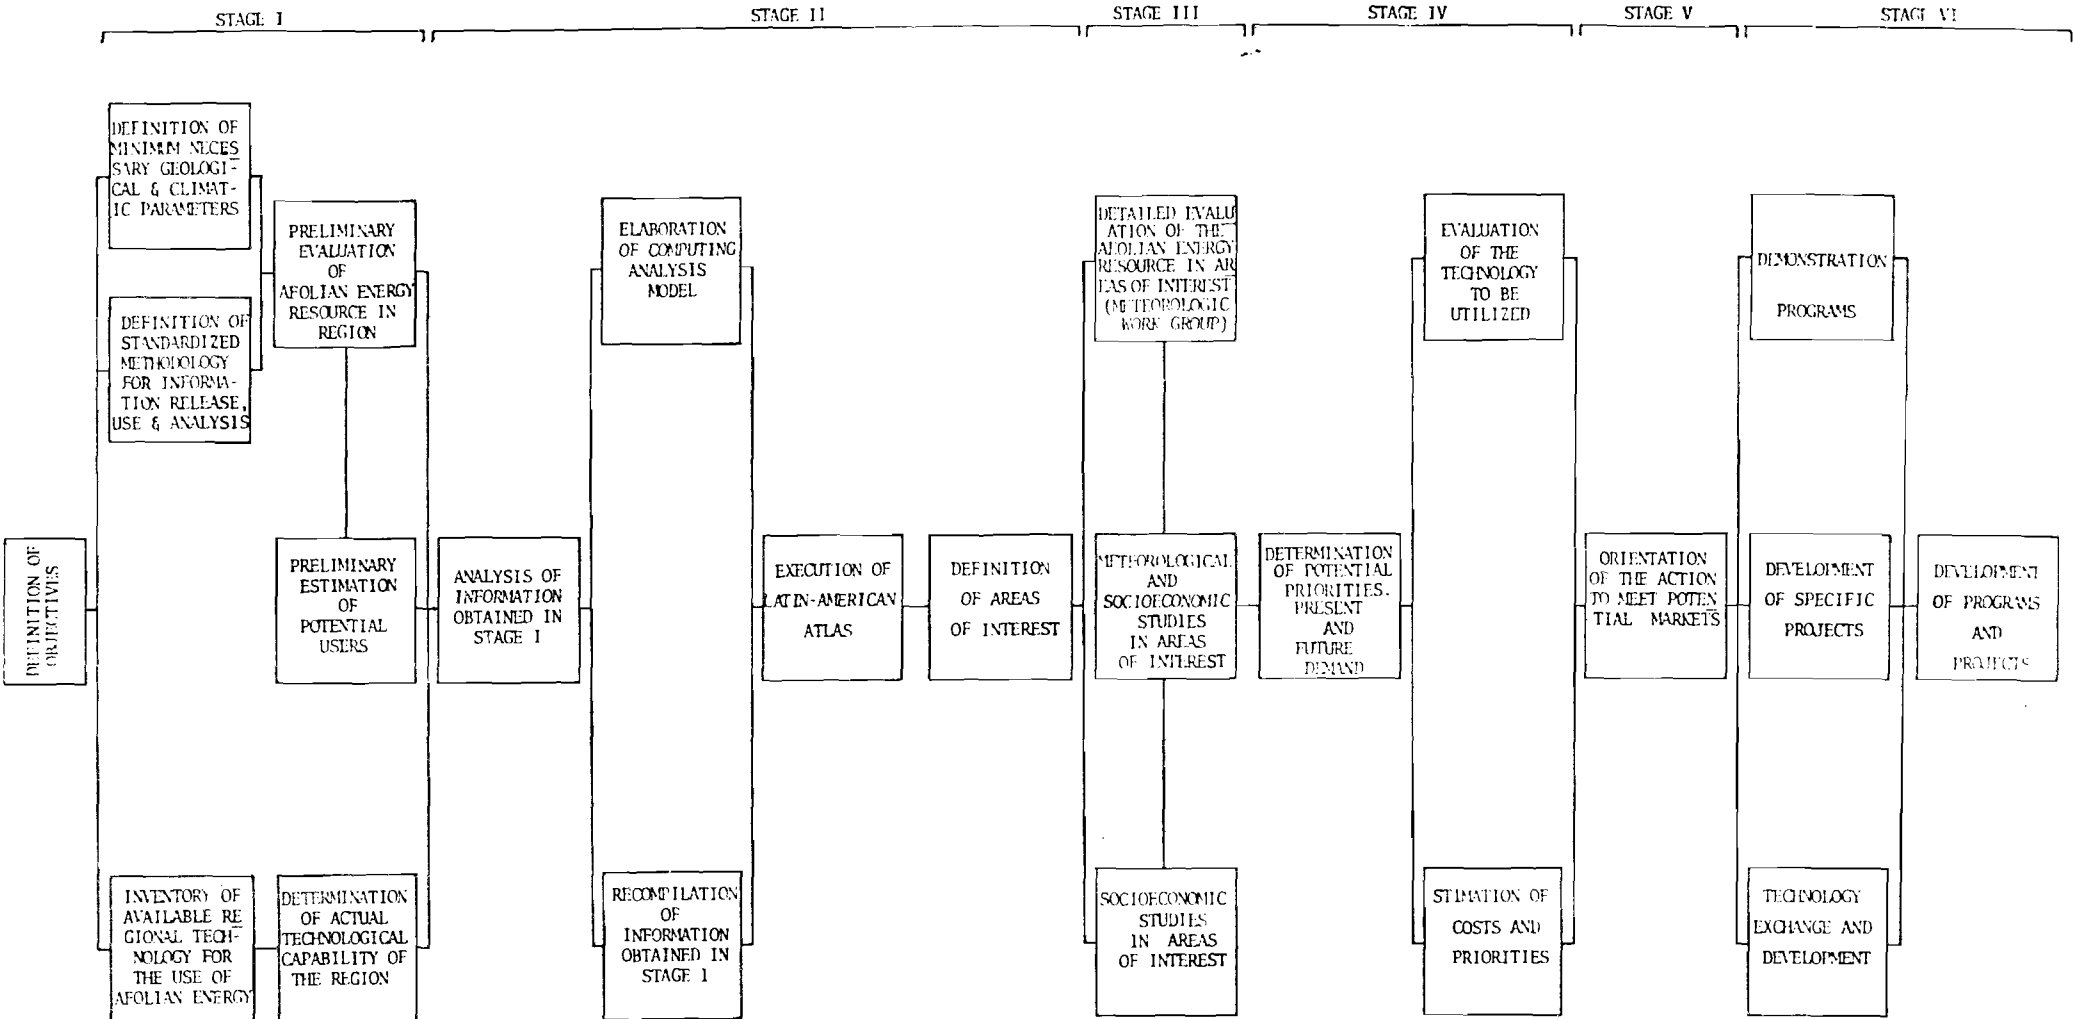 STAGE I
STAGE II
STAGE III
STAGE IV
STAGE V
STAGE VI
DEFINITION OF
OBJECTIVES
DEFINITION OF
MINIMUM NECES
SARY GEOLOGI-
CAL & CLIMAT-
IC PARAMETERS
DEFINITION OF
STANDARDIZED
METHODOLOGY
FOR INFORMA-
TION RELEASE,
USE & ANALYSIS
INVENTORY OF
AVAILABLE RE
GIONAL TECH-
NOLOGY FOR
THE USE OF
AEOLIAN ENERGY
PRELIMINARY
EVALUATION
OF
AEOLIAN ENERGY
RESOURCE IN
REGION
PRELIMINARY
ESTIMATION
OF
POTENTIAL
USERS
DETERMINATION
OF ACTUAL
TECHNOLOGICAL
CAPABILITY OF
THE REGION
ANALYSIS OF
INFORMATION
OBTAINED IN
STAGE I
ELABORATION
OF COMPUTING
ANALYSIS
MODEL
RECOMPILATION
OF
INFORMATION
OBTAINED IN
STAGE 1
EXECUTION OF
LATIN-AMERICAN
ATLAS
DEFINITION
OF AREAS
OF INTEREST
DETAILED EVALU
ATION OF THE
AEOLIAN ENERGY
RESOURCE IN AR
EAS OF INTEREST
(METEOROLOGIC
WORK GROUP)
METEOROLOGICAL
AND
SOCIOECONOMIC
STUDIES
IN AREAS
OF INTEREST
SOCIOECONOMIC
STUDIES
IN AREAS
OF INTEREST
DETERMINATION
OF POTENTIAL
PRIORITIES.
PRESENT
AND
FUTURE
DEMAND
EVALUATION
OF THE
TECHNOLOGY
TO BE
UTILIZED
STIMATION OF
COSTS AND
PRIORITIES
ORIENTATION
OF THE ACTION
TO MEET POTEN
TIAL MARKETS
DEMONSTRATION
PROGRAMS
DEVELOPMENT
OF SPECIFIC
PROJECTS
TECHNOLOGY
EXCHANGE AND
DEVELOPMENT
DEVELOPMENT
OF PROGRAMS
AND
PROJECTS